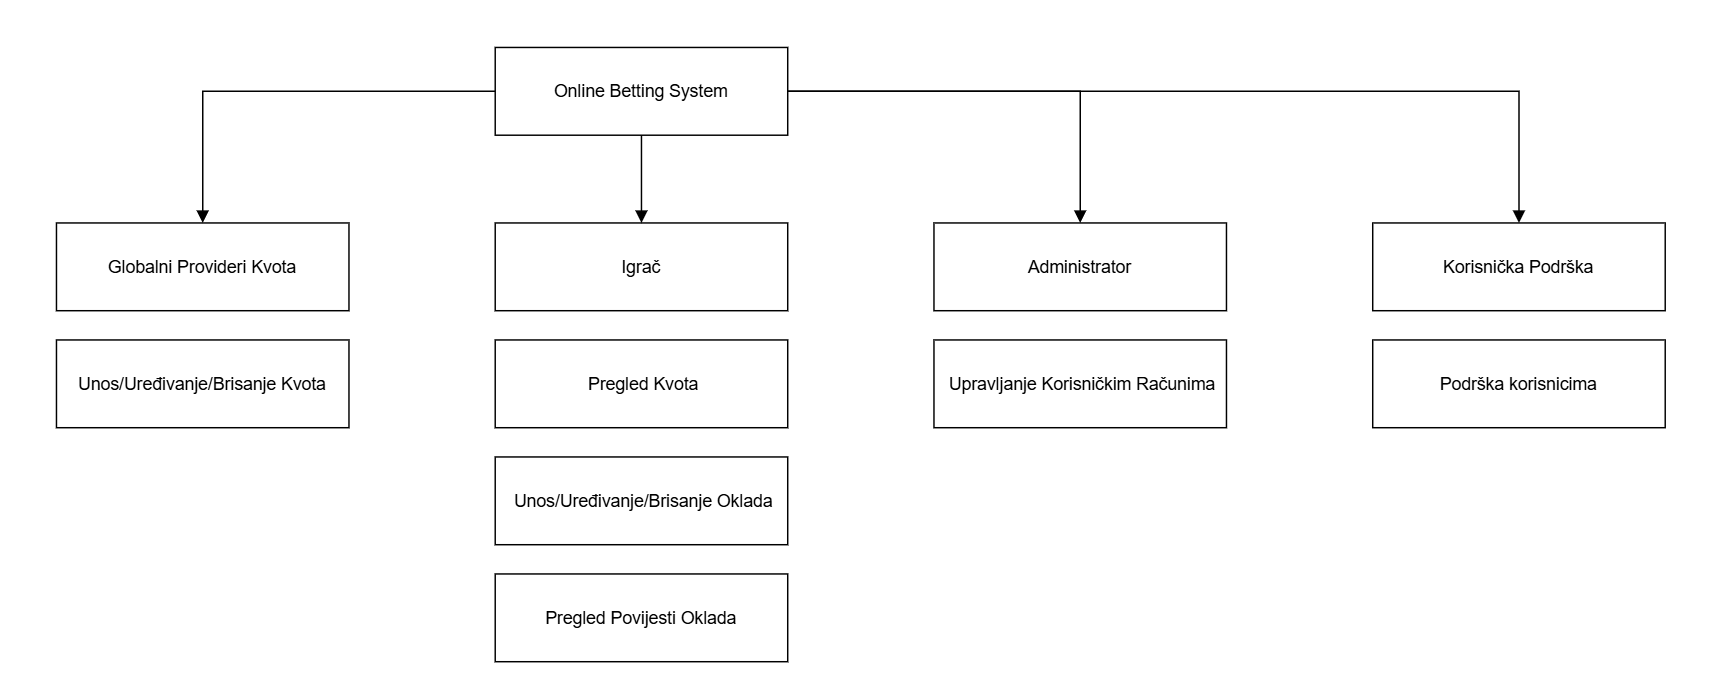 Online Betting System
Globalni Provideri Kvota
Igrač
Administrator
Korisnička Podrška
Unos/Uređivanje/Brisanje Kvota
Pregled Kvota
Upravljanje Korisničkim Računima
Podrška korisnicima
Unos/Uređivanje/Brisanje Oklada
Pregled Povijesti Oklada